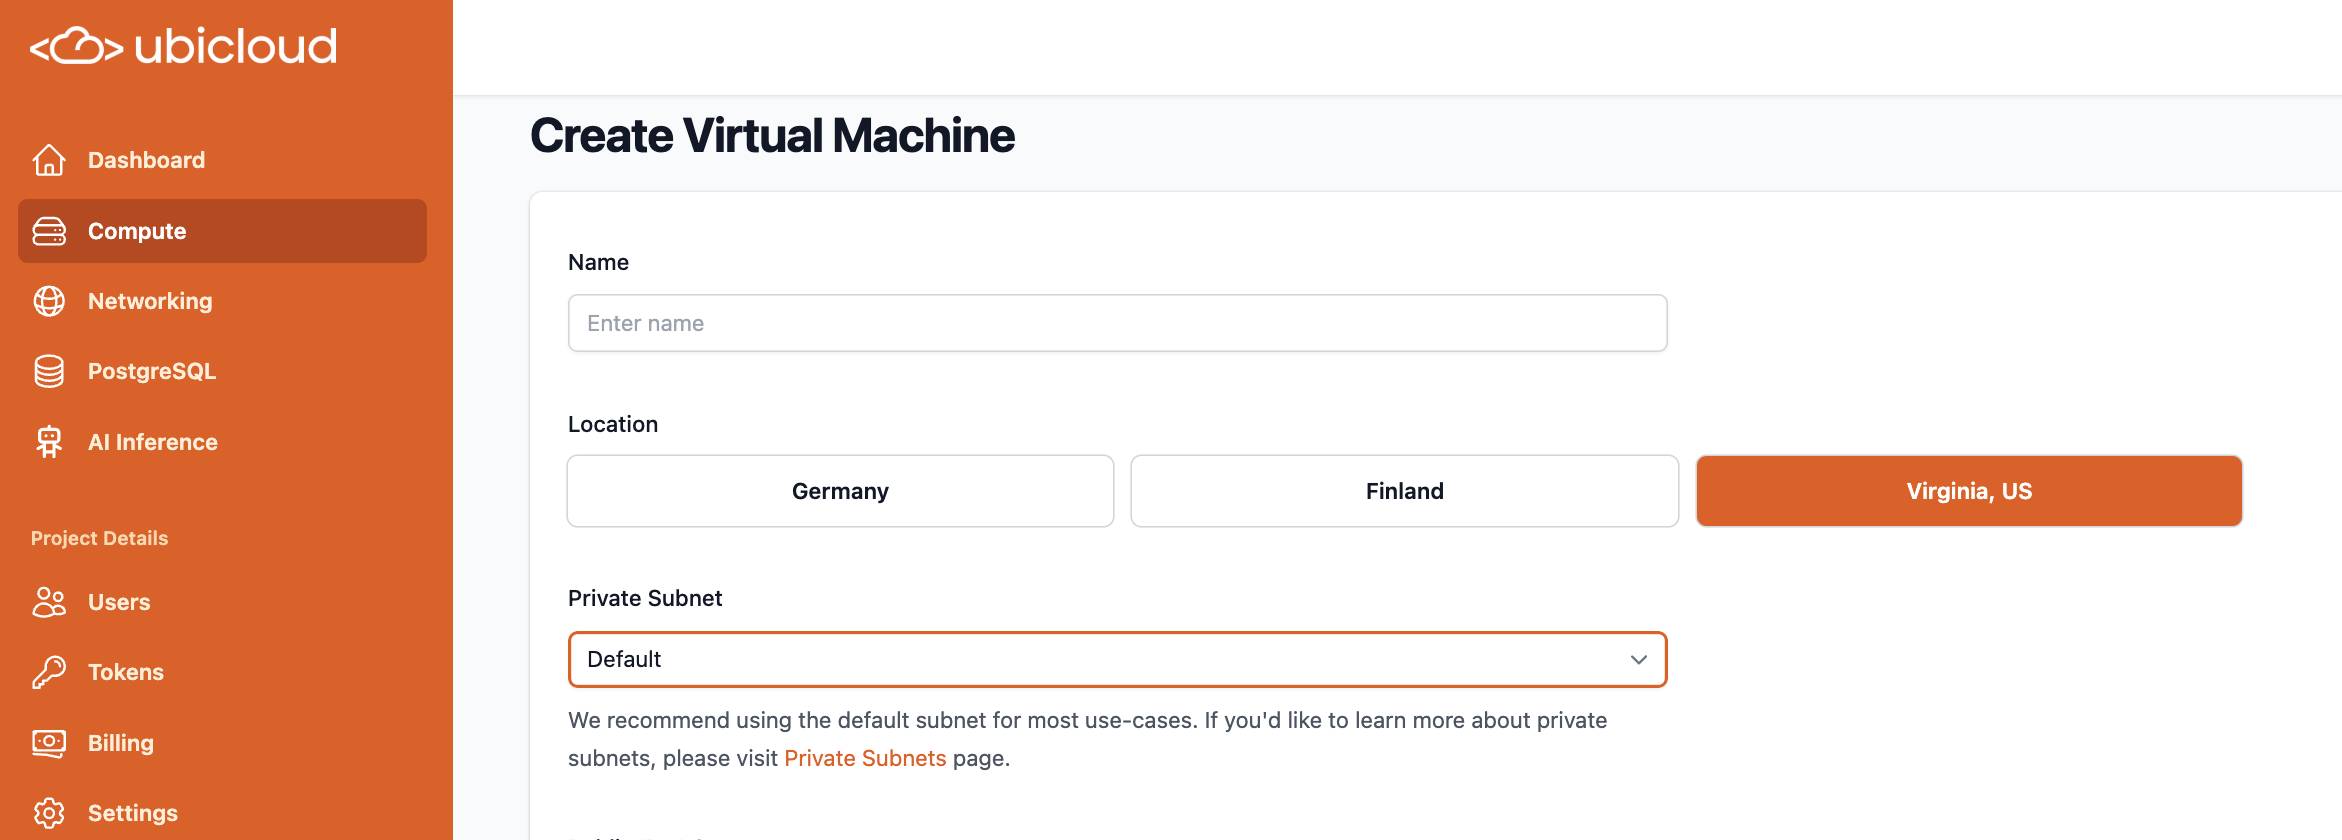 ubicloud
Dashboard
Compute
Networking
PostgreSQL
AI Inference
Project Details
Users
Tokens
Billing
Settings
Create Virtual Machine
Name
Enter name
Location
Germany
Finland
Virginia, US
Private Subnet
Default
We recommend using the default subnet for most use-cases. If you'd like to learn more about private
subnets, please visit Private Subnets page.